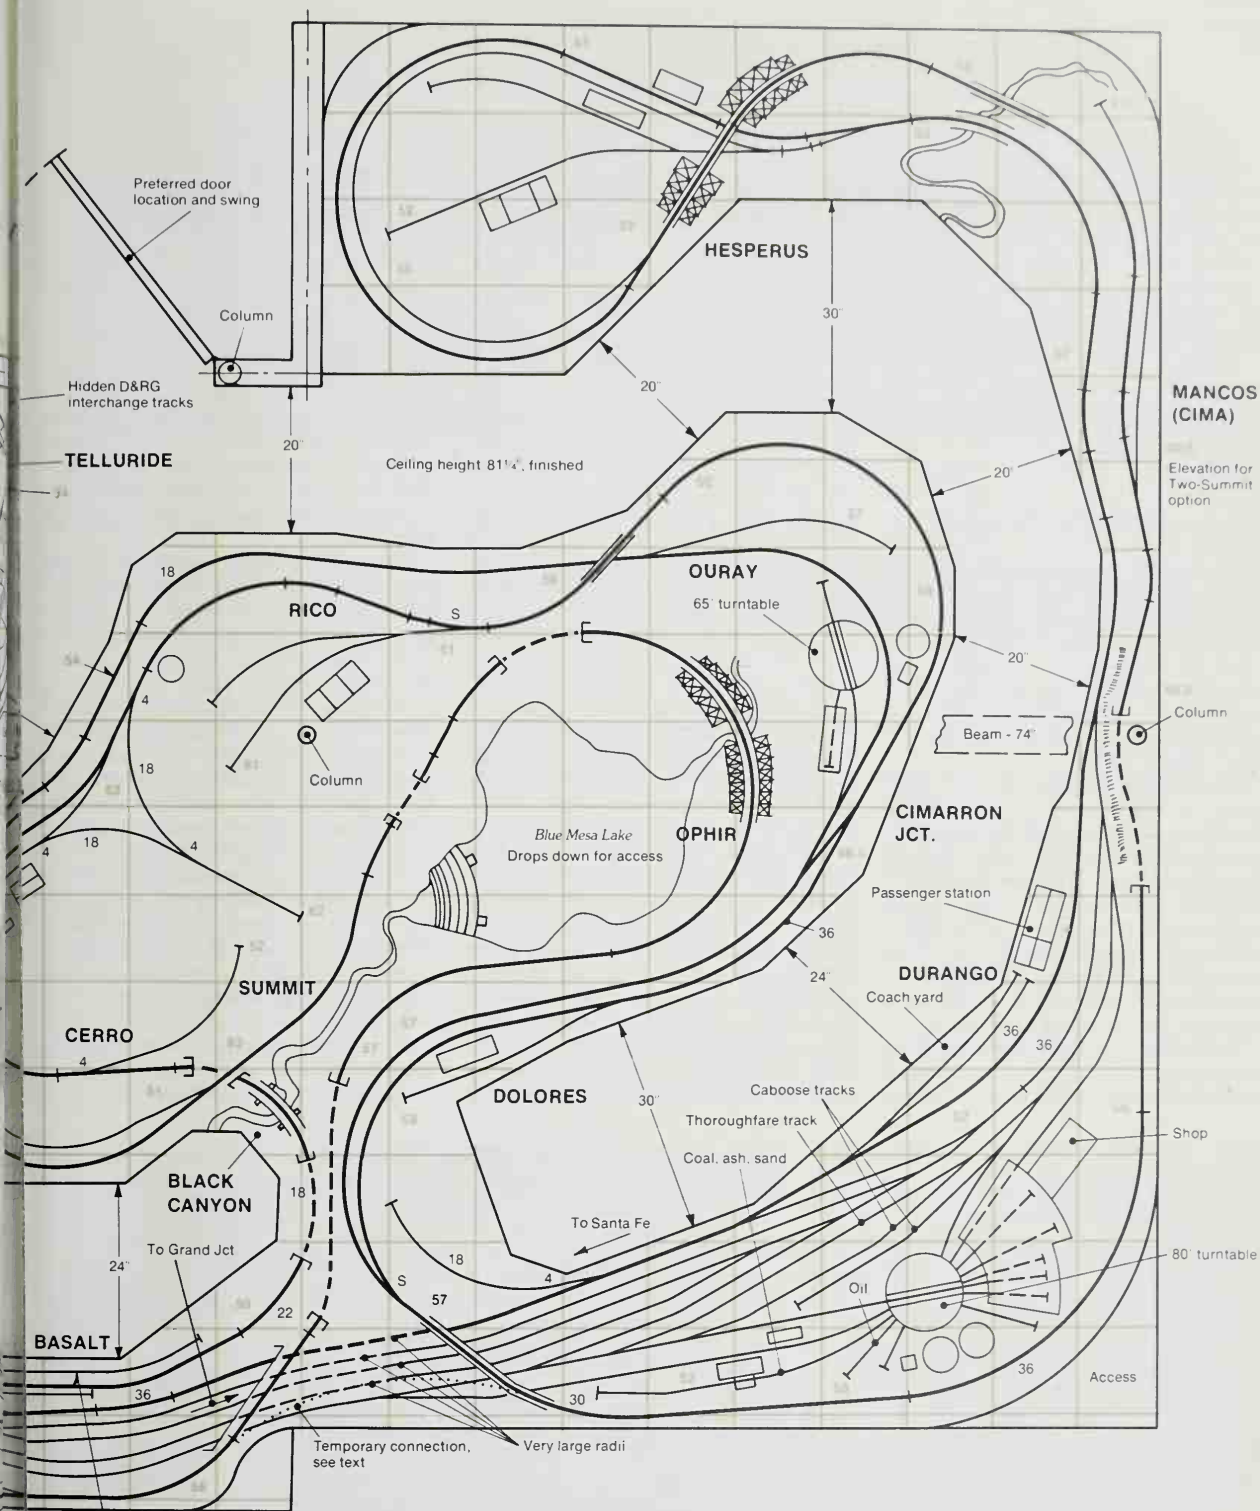 Preferred door
location and swing
Column
HESPERUS
30"
20"
Hidden D&RG
interchange tracks
TELLURIDE
20"
Ceiling height 81¼", finished
20"
MANCOS
(CIMA)
Elevation for
Two-Summit
option
18
RICO
S
OURAY
65' turntable
4
18
Column
18
4
4
Blue Mesa Lake
Drops down for access
OPHIR
20"
Beam - 74"
Column
CIMARRON
JCT.
Passenger station
36
24"
DURANGO
Coach yard
36
36
SUMMIT
CERRO
4
DOLORES
30"
Caboose tracks
Thoroughfare track
Coal, ash, sand
Shop
BLACK
CANYON
18
To Grand Jct
24"
To Santa Fe
18
4
80' turntable
Oil
S
57
22
BASALT
36
30
36
Access
Temporary connection,
see text
Very large radii